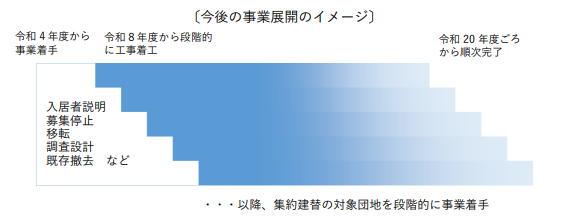 〔今後の事業展開のイメージ〕
令和４年度から
事業着手
令和８年度から段階的
に工事着工
令和 20 年度ごろ
から順次完了
入居者説明
募集停止
移転
調査設計
既存撤去　など
・・・以降、集約建替の対象団地を段階的に事業着手